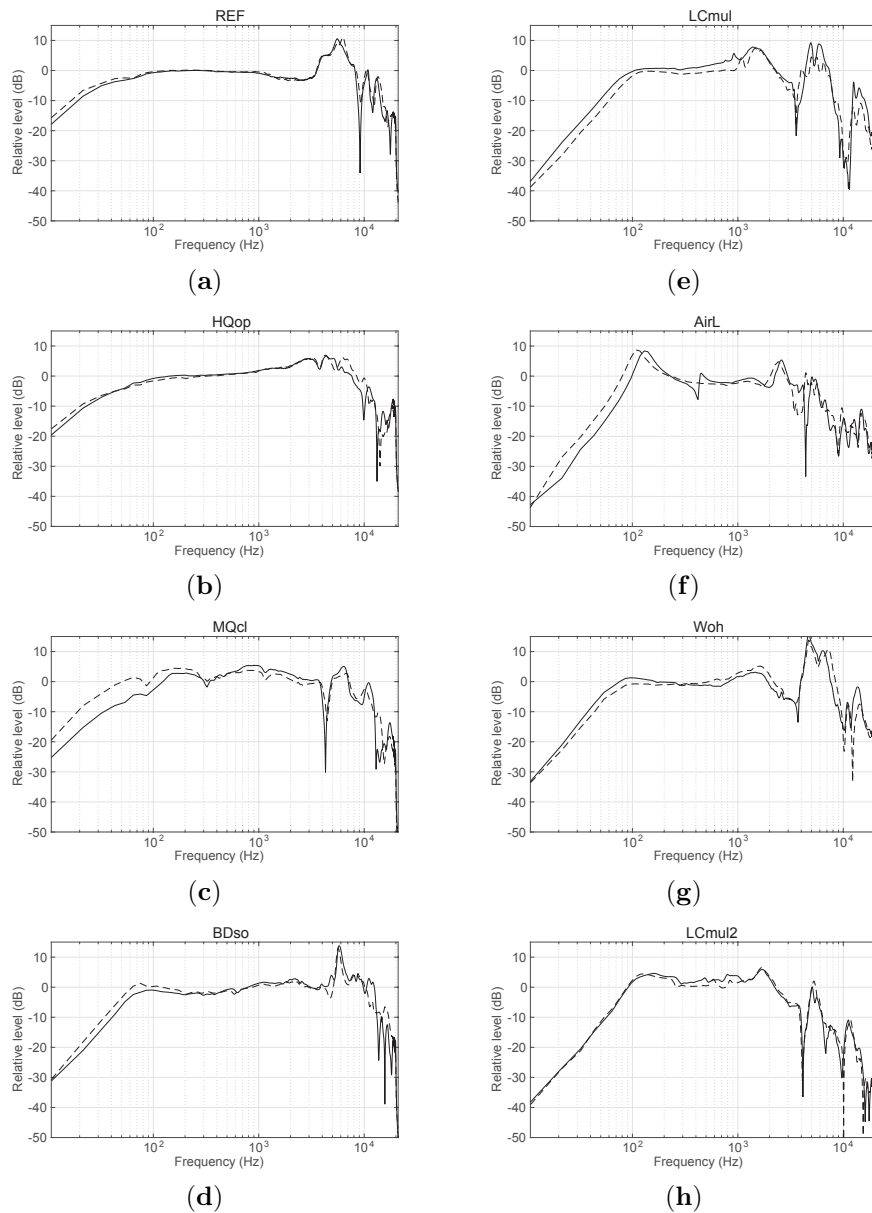 REF
10
0
-10
-20
-30
-40
-50
Relative level (dB)
10²
10³
10⁴
Frequency (Hz)
(a)
LCmul
10
0
-10
-20
-30
-40
-50
Relative level (dB)
10²
10³
10⁴
Frequency (Hz)
(e)
HQop
10
0
-10
-20
-30
-40
-50
Relative level (dB)
10²
10³
10⁴
Frequency (Hz)
(b)
AirL
10
0
-10
-20
-30
-40
-50
Relative level (dB)
10²
10³
10⁴
Frequency (Hz)
(f)
MQcl
10
0
-10
-20
-30
-40
-50
Relative level (dB)
10²
10³
10⁴
Frequency (Hz)
(c)
Woh
10
0
-10
-20
-30
-40
-50
Relative level (dB)
10²
10³
10⁴
Frequency (Hz)
(g)
BDso
10
0
-10
-20
-30
-40
-50
Relative level (dB)
10²
10³
10⁴
Frequency (Hz)
(d)
LCmul2
10
0
-10
-20
-30
-40
-50
Relative level (dB)
10²
10³
10⁴
Frequency (Hz)
(h)